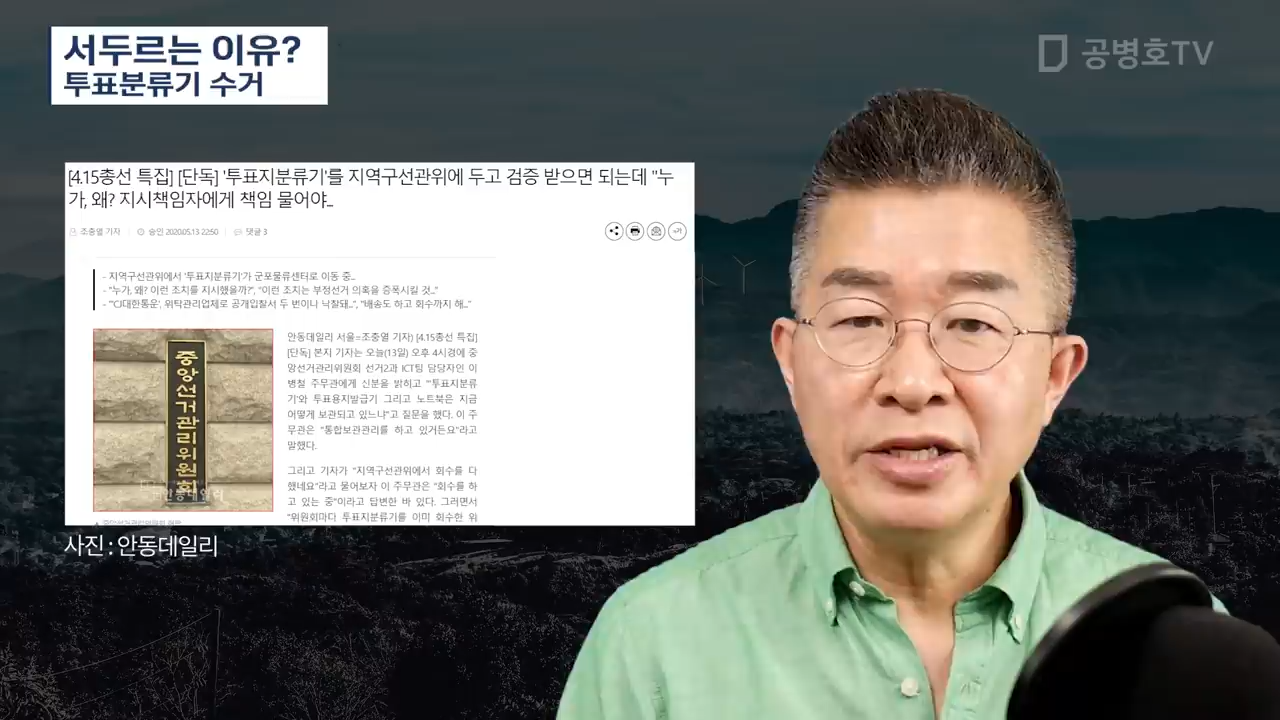 서두르는 이유?
투표분류기 수거
공병호TV
[4.15총선 특집] [단독] '투표지분류기'를 지역구선관위에 두고 검증 받으면 되는데 "누
가, 왜? 지시책임자에게 책임 물어야...
조충열 기자
승인 2020.05.13 22:50
댓글 3
- 지역구선관위에서 '투표지분류기'가 군포물류센터로 이동 중...
- "누가, 왜? 이런 조치를 지시했을까?", "이런 조치는 부정선거 의혹을 증폭시킬 것..."
- "'CJ대한통운', 위탁관리업체로 공개입찰서 두 번이나 낙찰돼...", "배송도 하고 회수까지 해..."
중앙선거관리위원회
안동데일리
안동데일리 서울=조충열 기자) [4.15총선 특집]
[단독] 본지 기자는 오늘(13일) 오후 4시경에 중
앙선거관리위원회 선거2과 ICT팀 담당자인 이
병철 주무관에게 신분을 밝히고 "'투표지분류
기'와 투표용지발급기 그리고 노트북은 지금
어떻게 보관되고 있느냐"고 질문을 했다. 이 주
무관은 "통합보관관리를 하고 있거든요"라고
말했다.
그리고 기자가 "지역구선관위에서 회수를 다
했네요"라고 물어보자 이 주무관은 "회수를 하
고 있는 중"이라고 답변한 바 있다. 그러면서
"위원회마다 투표지분류기를 이미 회수한 위
사진 : 안동데일리